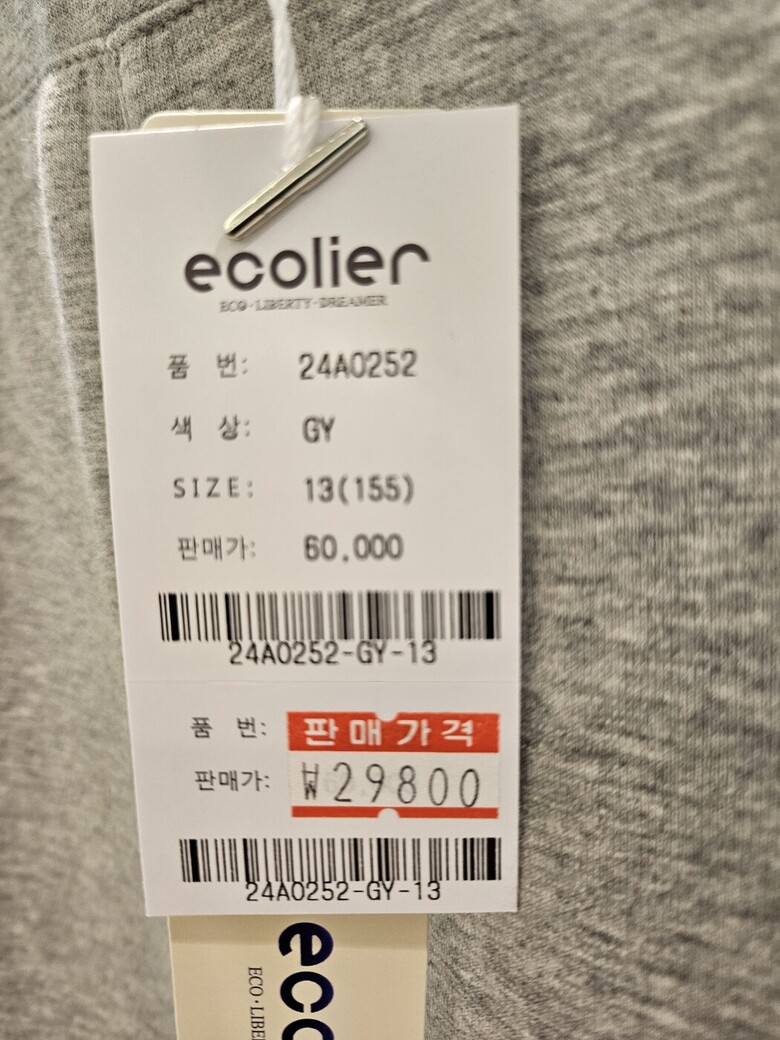 ecolier
ECO·LIBERTY·DREAMER
품 번: 24A0252
색 상: GY
SIZE: 13(155)
판매가: 60,000
24A0252-GY-13
품 번: 판매가격
판매가: ₩29800
24A0252-GY-13
eco
ECO·LIBE